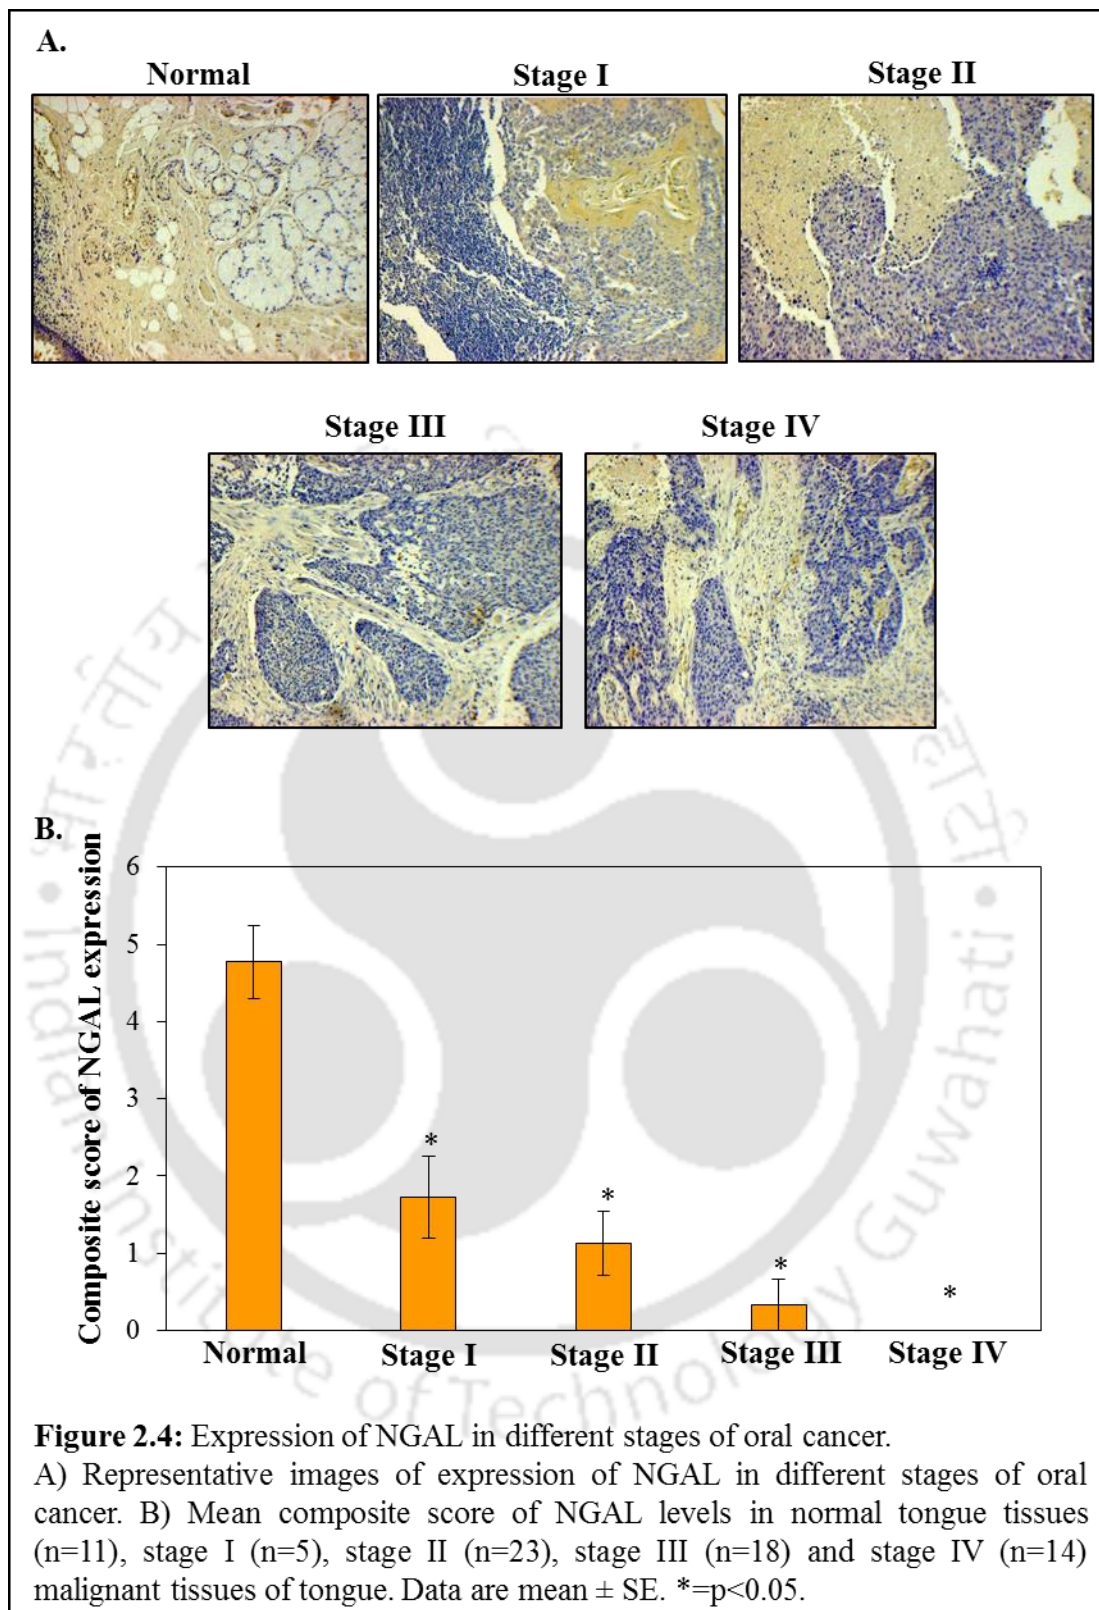 A.
Normal
Stage I
Stage II
Stage III
Stage IV
B.
Composite score of NGAL expression
6
5
4
3
2
1
0
*
*
*
*
Normal
Stage I
Stage II
Stage III
Stage IV
Indian Institute of Technology Guwahati
Figure 2.4: Expression of NGAL in different stages of oral cancer.
A) Representative images of expression of NGAL in different stages of oral
cancer. B) Mean composite score of NGAL levels in normal tongue tissues
(n=11), stage I (n=5), stage II (n=23), stage III (n=18) and stage IV (n=14)
malignant tissues of tongue. Data are mean ± SE. *=p<0.05.